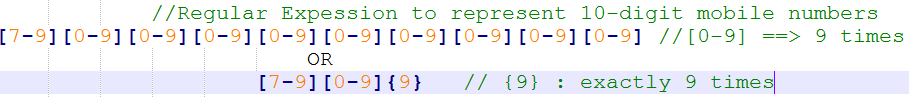 //Regular Expession to represent 10-digit mobile numbers
[7-9][0-9][0-9][0-9][0-9][0-9][0-9][0-9][0-9][0-9] //[0-9] ==> 9 times
OR
[7-9][0-9]{9} // {9} : exactly 9 times